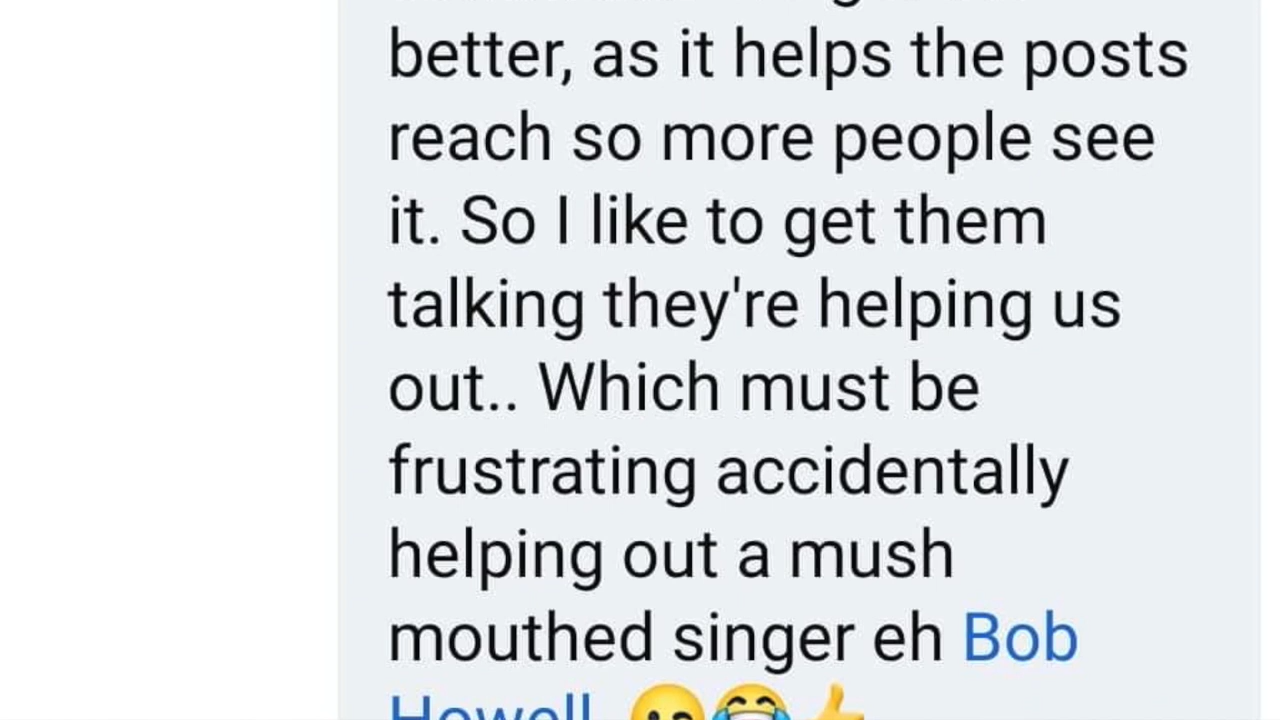 better, as it helps the posts
reach so more people see
it. So I like to get them
talking they're helping us
out.. Which must be
frustrating accidentally
helping out a mush
mouthed singer eh Bob
Howell